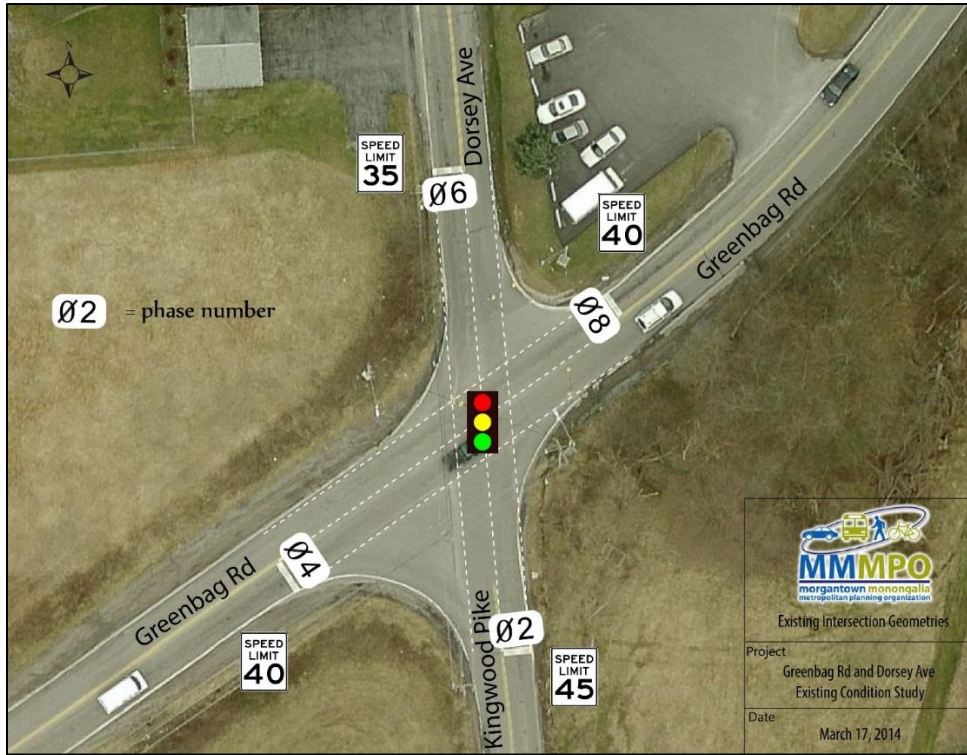 N
Dorsey Ave
SPEED
LIMIT
35
Ø6
SPEED
LIMIT
40
Greenbag Rd
Ø2 = phase number
Ø8
Greenbag Rd
Ø4
SPEED
LIMIT
40
Kingwood Pike
Ø2
SPEED
LIMIT
45
MMMPO
morgantown monongalia
metropolitan planning organization
Existing Intersection Geometries
Project
Greenbag Rd and Dorsey Ave
Existing Condition Study
Date
March 17, 2014